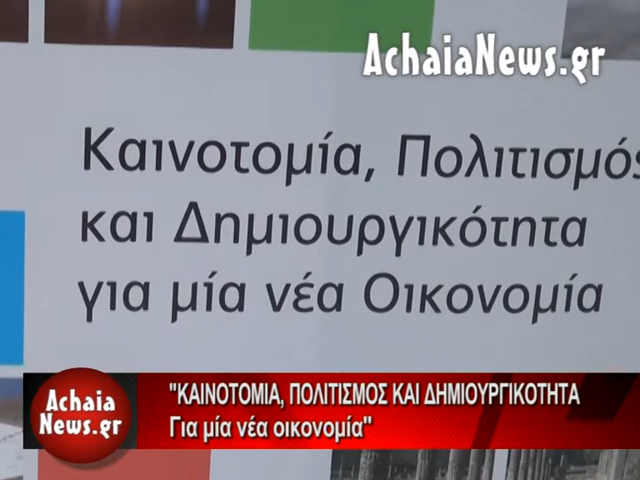 AchaiaNews.gr
Καινοτομία, Πολιτισμός
και Δημιουργικότητα
για μία νέα Οικονομία
Achaia
News.gr
"ΚΑΙΝΟΤΟΜΙΑ, ΠΟΛΙΤΙΣΜΟΣ ΚΑΙ ΔΗΜΙΟΥΡΓΙΚΟΤΗΤΑ
Για μία νέα οικονομία"